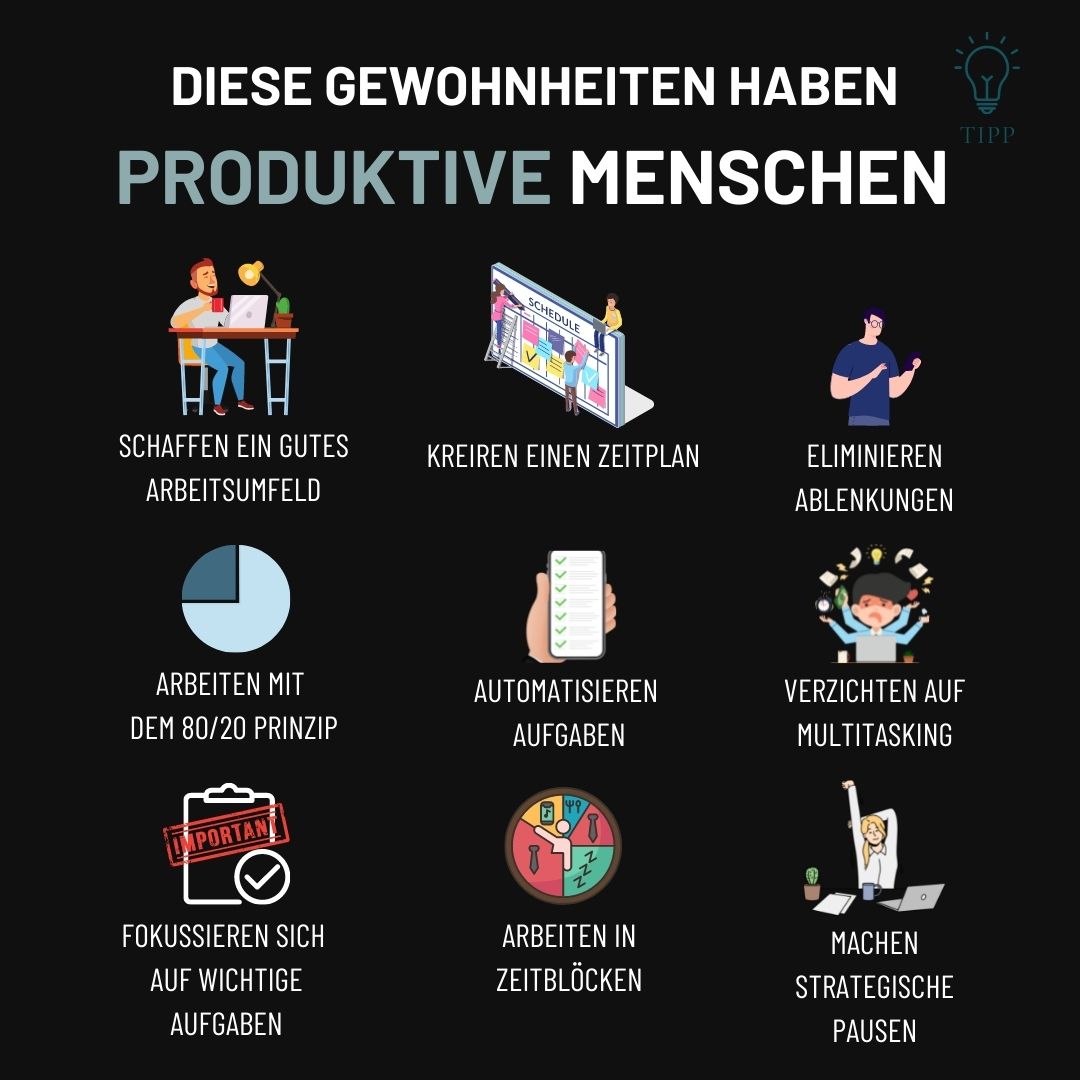 DIESE GEWOHNHEITEN HABEN
TIPP
PRODUKTIVE MENSCHEN
SCHEDULE
SCHAFFEN EIN GUTES
ARBEITSUMFELD
KREIREN EINEN ZEITPLAN
ELIMINIEREN
ABLENKUNGEN
ARBEITEN MIT
DEM 80/20 PRINZIP
AUTOMATISIEREN
AUFGABEN
VERZICHTEN AUF
MULTITASKING
IMPORTANT
FOKUSSIEREN SICH
AUF WICHTIGE
AUFGABEN
Z Z Z
ARBEITEN IN
ZEITBLÖCKEN
MACHEN
STRATEGISCHE
PAUSEN